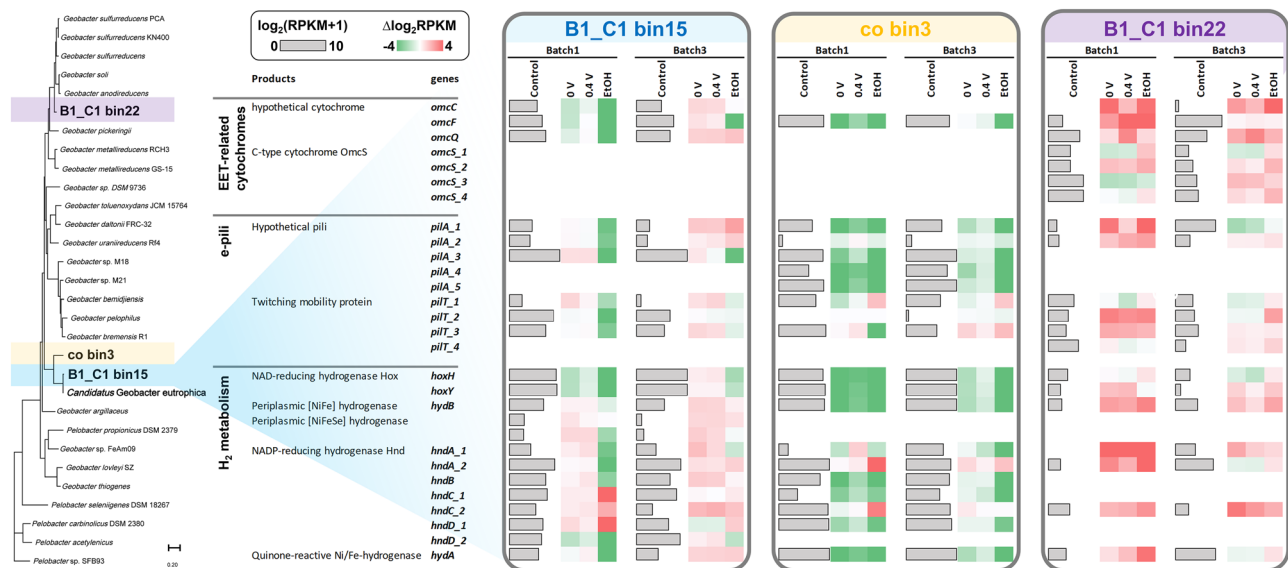 Geobacter sulfurreducens PCA
Geobacter sulfurreducens KN400
Geobacter sulfurreducens
Geobacter soli
Geobacter anodireducens
B1_C1 bin22
Geobacter pickeringii
Geobacter metallireducens RCH3
Geobacter metallireducens GS-15
Geobacter sp. DSM 9736
Geobacter toluenoxydans JCM 15764
Geobacter daltonii FRC-32
Geobacter uraniireducens Rf4
Geobacter sp. M18
Geobacter sp. M21
Geobacter bemidjiensis
Geobacter pelophilus
Geobacter bremensis R1
co bin3
B1_C1 bin15
Candidatus Geobacter eutrophica
Geobacter argillaceus
Pelobacter propionicus DSM 2379
Geobacter sp. FeAm09
Geobacter lovleyi SZ
Geobacter thiogenes
Pelobacter seleniigenes DSM 18267
Pelobacter carbinolicus DSM 2380
Pelobacter acetylenicus
Pelobacter sp. SFB93
0.20
log2(RPKM+1) Δlog2RPKM
0 10 -4 4
Products genes
EET-related cytochromes
hypothetical cytochrome omcC
omcF
omcQ
C-type cytochrome OmcS omcS_1
omcS_2
omcS_3
omcS_4
e-pili
Hypothetical pili pilA_1
pilA_2
pilA_3
pilA_4
pilA_5
Twitching mobility protein pilT_1
pilT_2
pilT_3
pilT_4
H2 metabolism
NAD-reducing hydrogenase Hox hoxH
hoxY
Periplasmic [NiFe] hydrogenase hydB
Periplasmic [NiFeSe] hydrogenase
NADP-reducing hydrogenase Hnd hndA_1
hndA_2
hndB
hndC_1
hndC_2
hndD_1
hndD_2
Quinone-reactive Ni/Fe-hydrogenase hydA
B1_C1 bin15
Batch1 Batch3
Control 0 V 0.4 V EtOH Control 0 V 0.4 V EtOH
co bin3
Batch1 Batch3
Control 0 V 0.4 V EtOH Control 0 V 0.4 V EtOH
B1_C1 bin22
Batch1 Batch3
Control 0 V 0.4 V EtOH Control 0 V 0.4 V EtOH